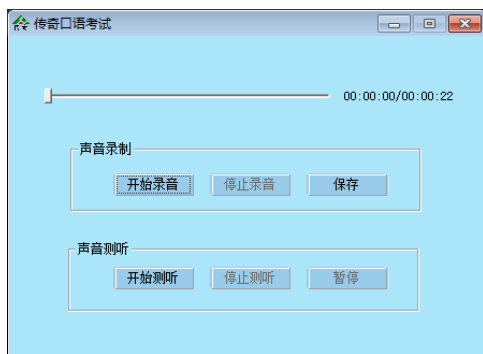 传奇口语考试
00:00:00/00:00:22
声音录制
开始录音 停止录音 保存
声音测听
开始测听 停止测听 暂停